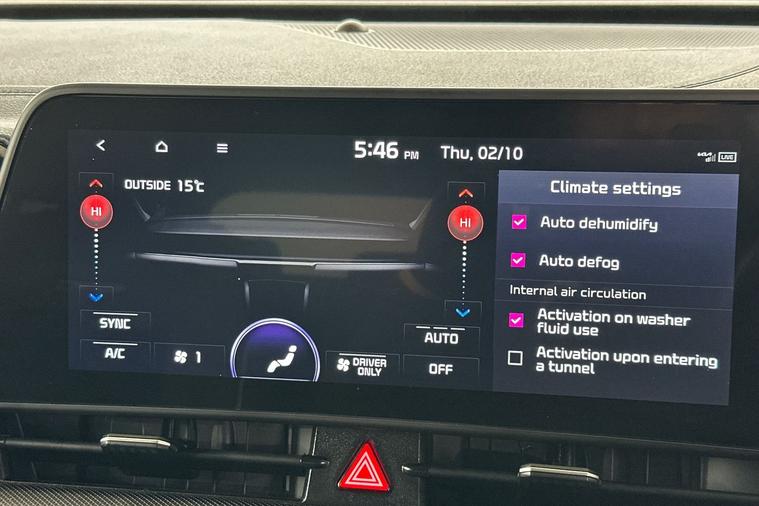 5:46 PM Thu, 02/10
LIVE
OUTSIDE 15℃
HI
HI
SYNC
A/C
1
DRIVER
ONLY
AUTO
OFF
Climate settings
Auto dehumidify
Auto defog
Internal air circulation
Activation on washer
fluid use
Activation upon entering
a tunnel